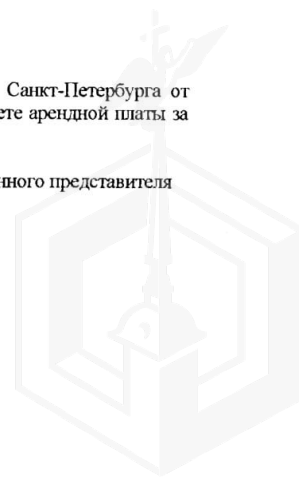 Санкт-Петербурга от
ете арендной платы за
нного представителя